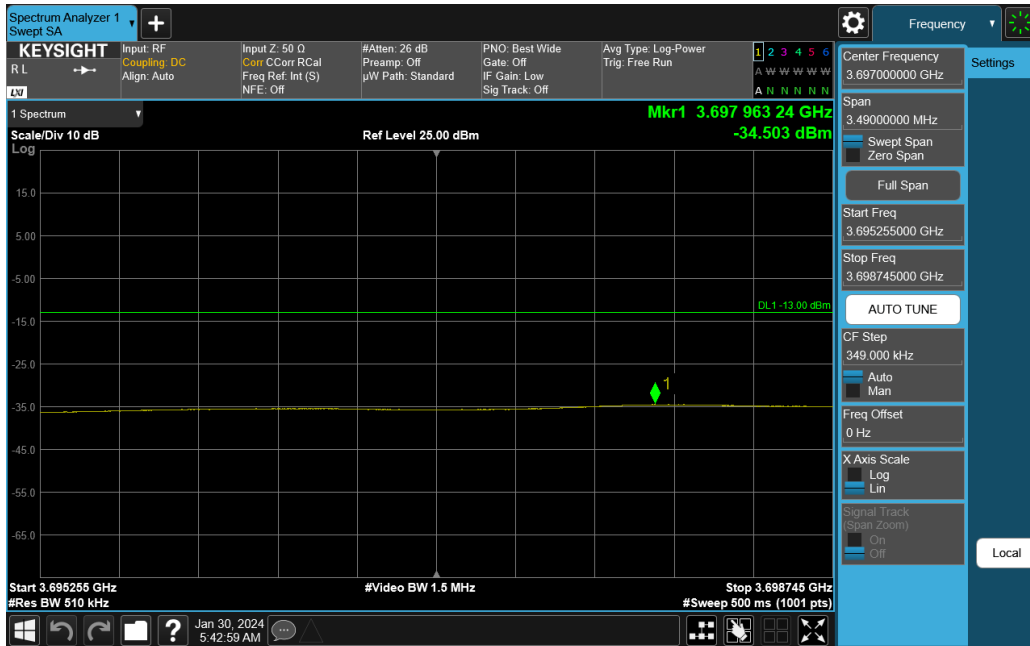 Spectrum Analyzer 1
Swept SA
Frequency
KEYSIGHT
R L
LXI
Input: RF
Coupling: DC
Align: Auto
Input Z: 50 Ω
Corr CCorr RCal
Freq Ref: Int (S)
NFE: Off
#Atten: 26 dB
Preamp: Off
µW Path: Standard
PNO: Best Wide
Gate: Off
IF Gain: Low
Sig Track: Off
Avg Type: Log-Power
Trig: Free Run
1 2 3 4 5 6
A W W W W W
A N N N N N
1 Spectrum
Scale/Div 10 dB
Log
Ref Level 25.00 dBm
Mkr1 3.697 963 24 GHz
-34.503 dBm
15.0
5.00
-5.00
-15.0
-25.0
-35.0
-45.0
-55.0
-65.0
DL1 -13.00 dBm
1
Start 3.695255 GHz
#Res BW 510 kHz
#Video BW 1.5 MHz
Stop 3.698745 GHz
#Sweep 500 ms (1001 pts)
Center Frequency
3.697000000 GHz
Span
3.49000000 MHz
Swept Span
Zero Span
Full Span
Start Freq
3.695255000 GHz
Stop Freq
3.698745000 GHz
AUTO TUNE
CF Step
349.000 kHz
Auto
Man
Freq Offset
0 Hz
X Axis Scale
Log
Lin
Signal Track
(Span Zoom)
On
Off
Settings
Local
?
Jan 30, 2024
5:42:59 AM